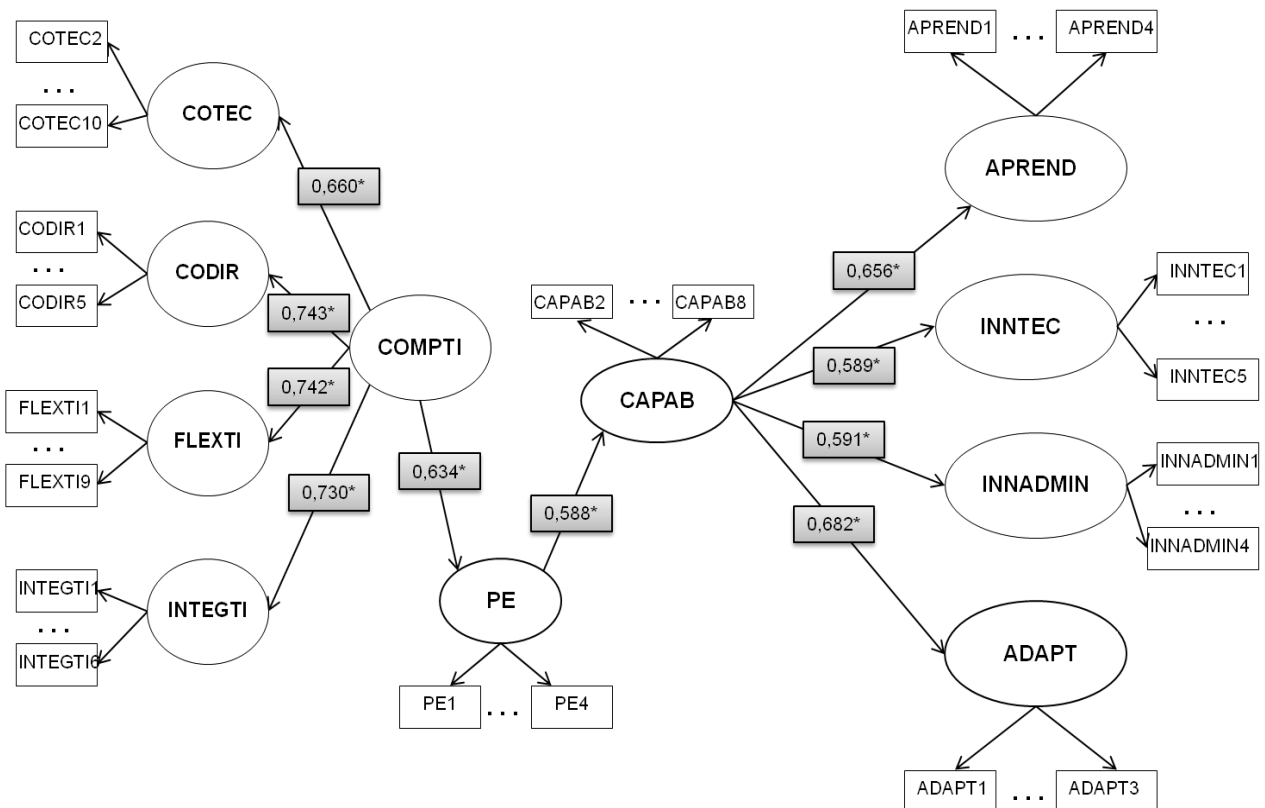 COTEC2
. . .
COTEC10
COTEC
0,660*
CODIR1
. . .
CODIR5
CODIR
0,743*
COMPTI
0,742*
FLEXTI1
. . .
FLEXTI9
FLEXTI
0,730*
INTEGTI1
. . .
INTEGTI6
INTEGTI
0,634*
PE
PE1 . . . PE4
0,588*
CAPAB2 . . . CAPAB8
CAPAB
APREND1 . . . APREND4
APREND
0,656*
INNTEC
INNTEC1
. . .
INNTEC5
0,589*
0,591*
INNADMIN
INNADMIN1
. . .
INNADMIN4
0,682*
ADAPT
ADAPT1 . . . ADAPT3